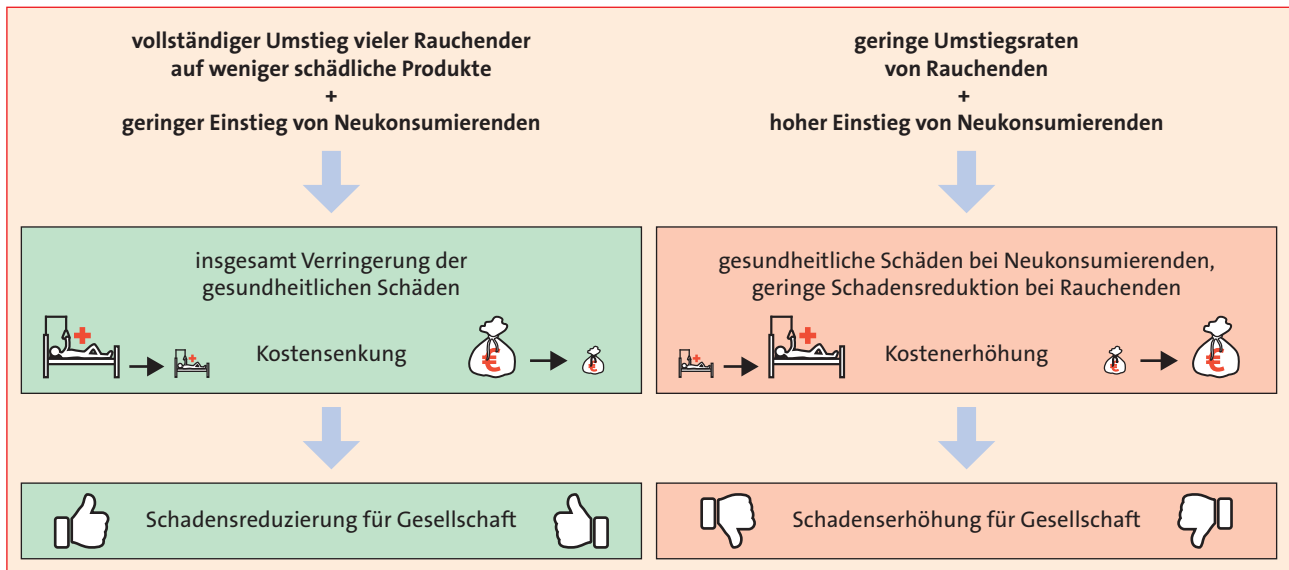 vollständiger Umstieg vieler Rauchender
auf weniger schädliche Produkte
+
geringer Einstieg von Neukonsumierenden
insgesamt Verringerung der
gesundheitlichen Schäden
Kostensenkung
€
€
Schadensreduzierung für Gesellschaft
geringe Umstiegsraten
von Rauchenden
+
hoher Einstieg von Neukonsumierenden
gesundheitliche Schäden bei Neukonsumierenden,
geringe Schadensreduktion bei Rauchenden
Kostenerhöhung
€
€
Schadenserhöhung für Gesellschaft